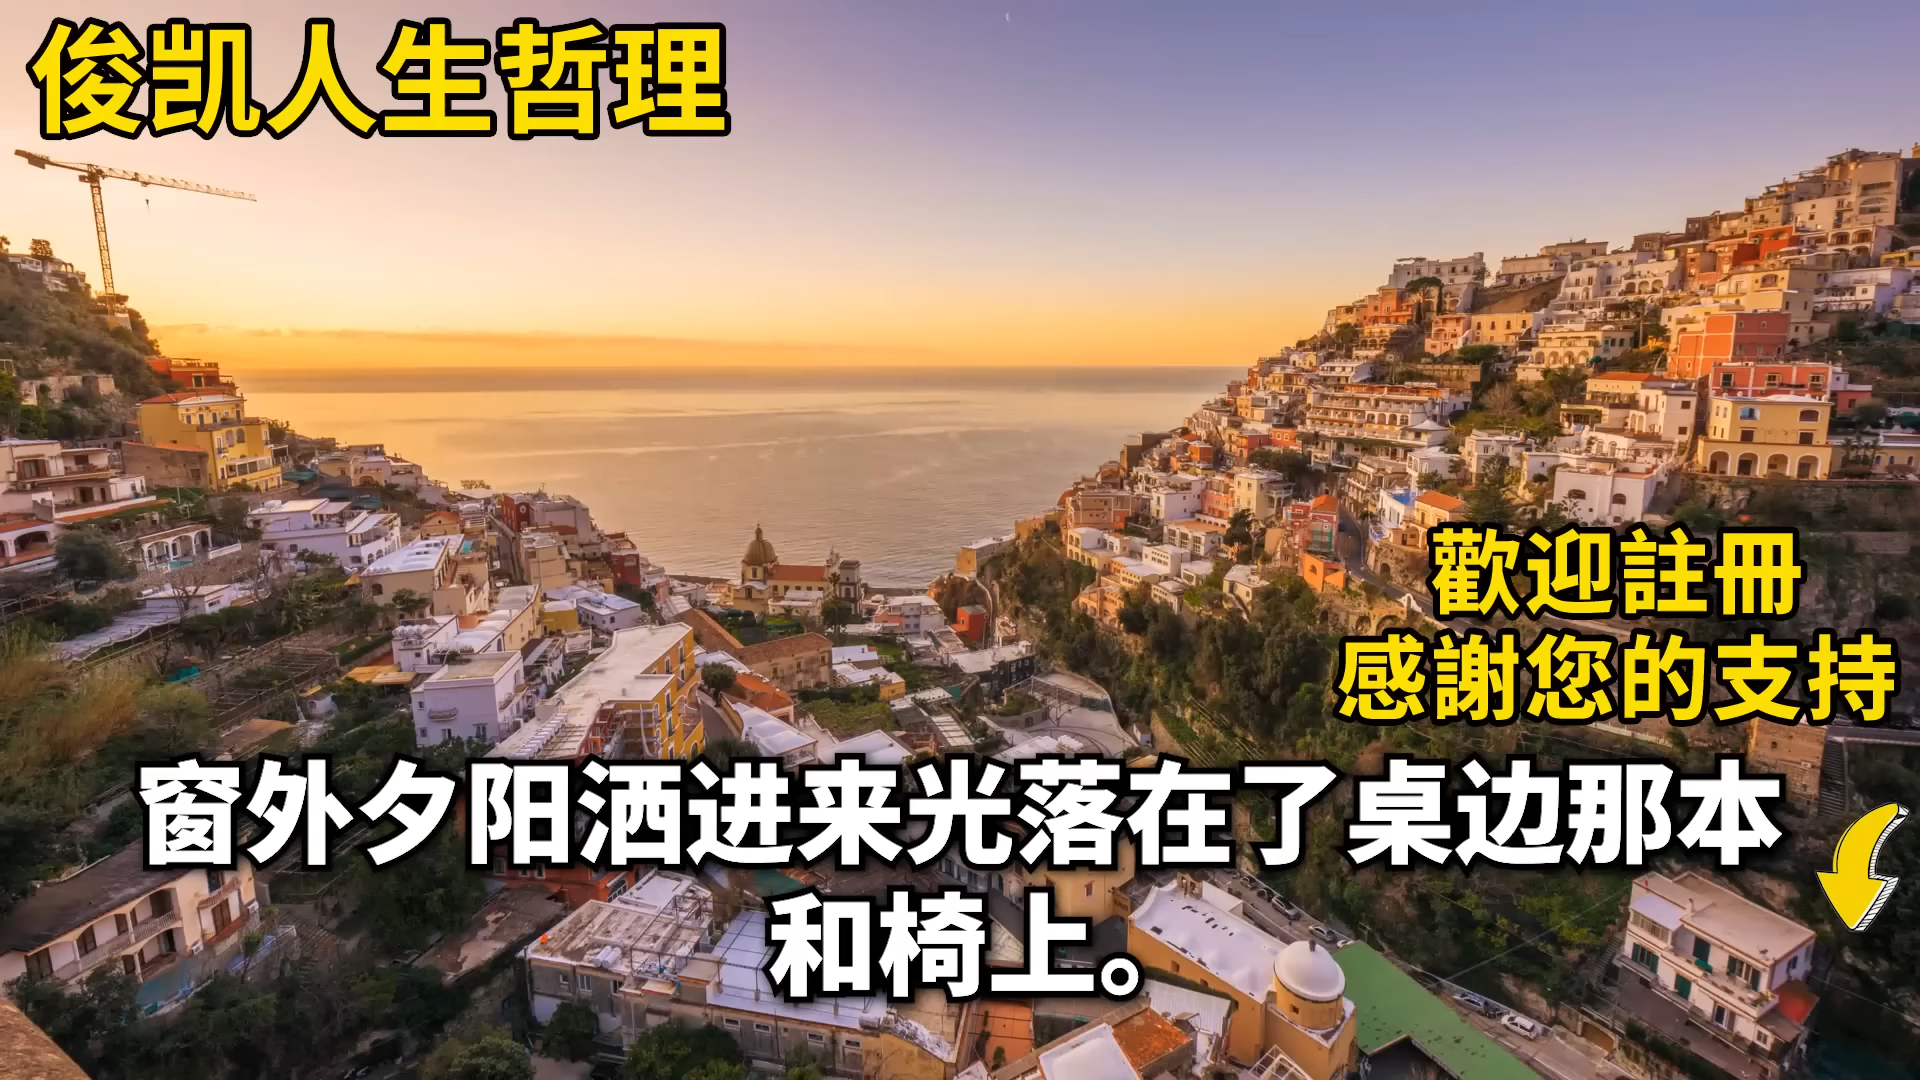 俊凯人生哲理
歡迎註冊
感謝您的支持
窗外夕阳洒进来光落在了桌边那本
和椅上。